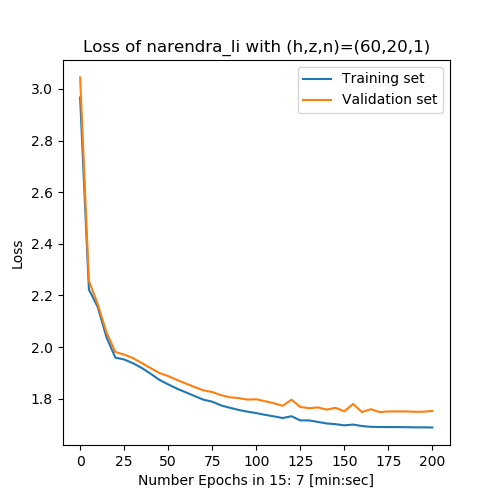 Loss of narendra_li with (h,z,n)=(60,20,1)
Training set
Validation set
3.0
2.8
2.6
2.4
2.2
2.0
1.8
Loss
0 25 50 75 100 125 150 175 200
Number Epochs in 15: 7 [min:sec]